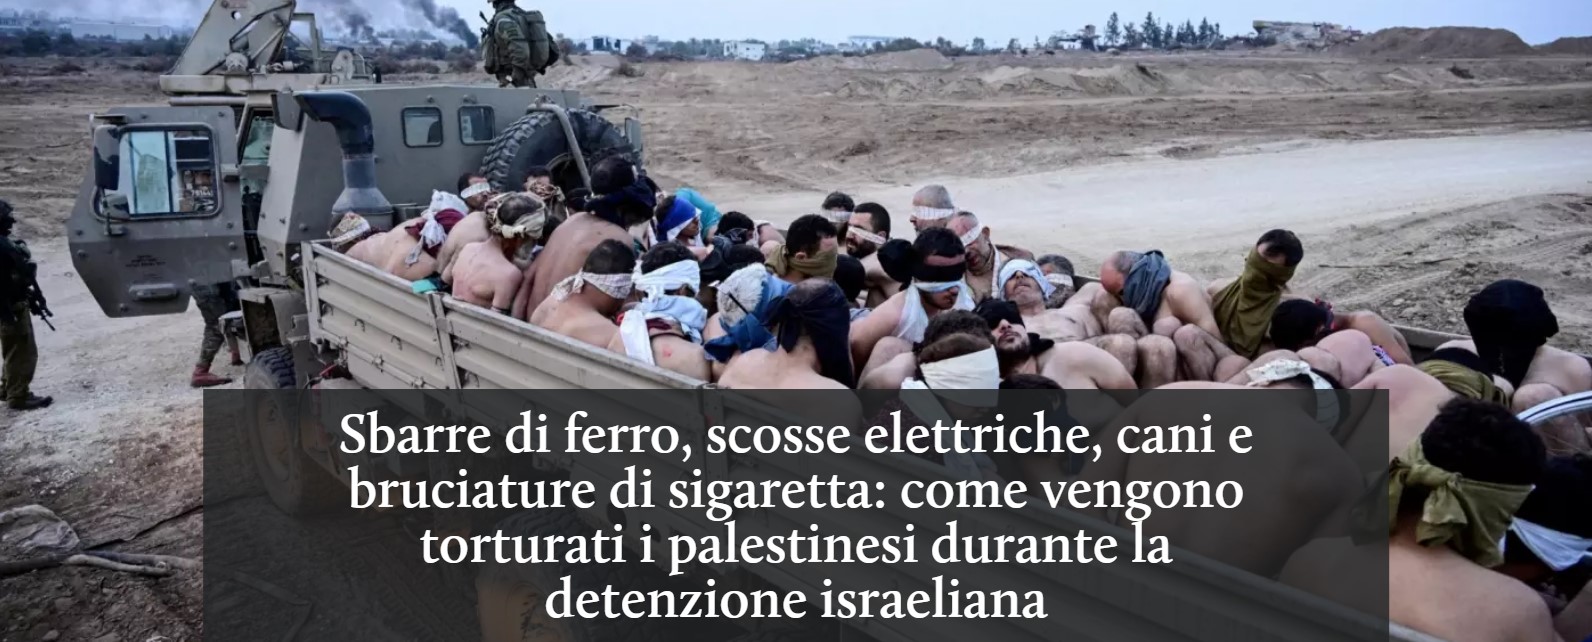 Sbarre di ferro, scosse elettriche, cani e
bruciature di sigaretta: come vengono
torturati i palestinesi durante la
detenzione israeliana